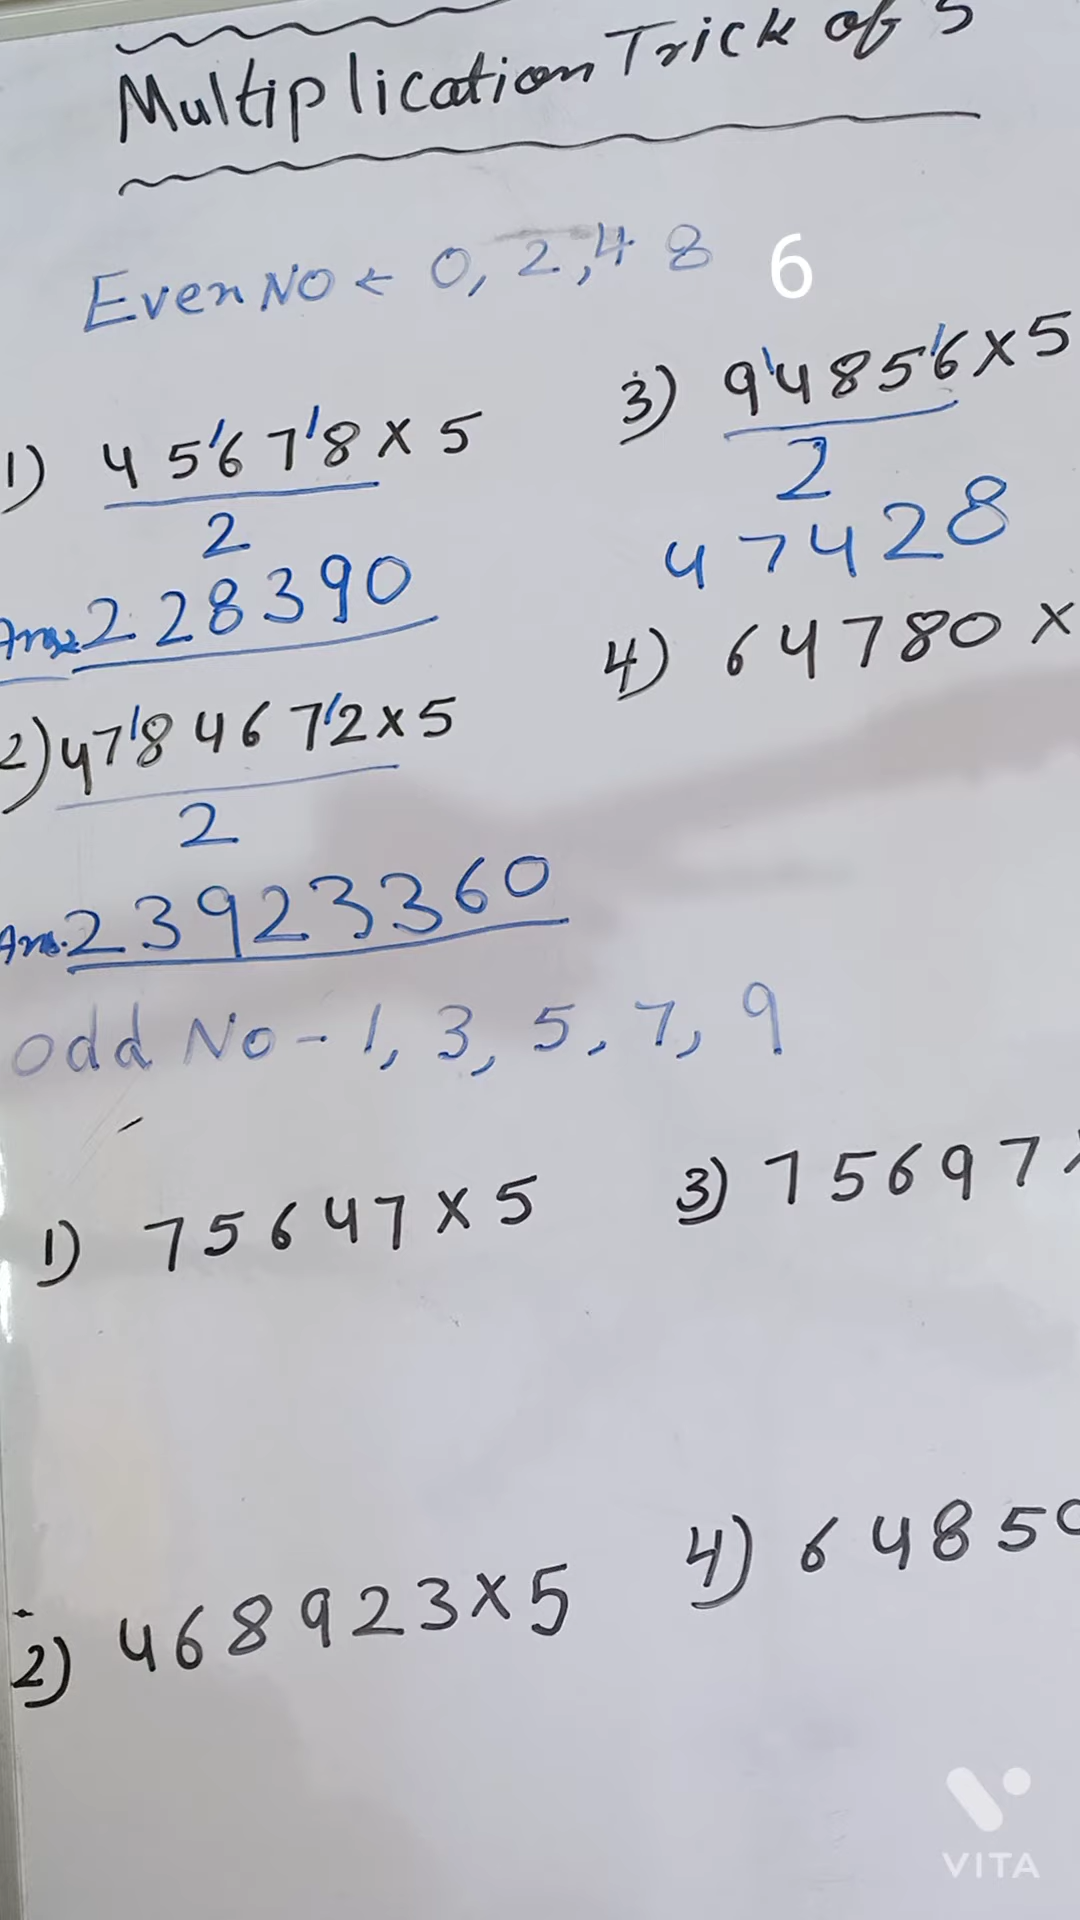 Multiplication Trick of 5
Even NO ← 0, 2, 4 8 6
1) 45678 × 5
2
Ans. 228390
2) 4784672 × 5
2
Ans. 23923360
3) 94856 × 5
2
47428
4) 64780 ×
odd No - 1, 3, 5, 7, 9
1) 75647 × 5
2) 468923 × 5
3) 75697
4) 6485
VITA